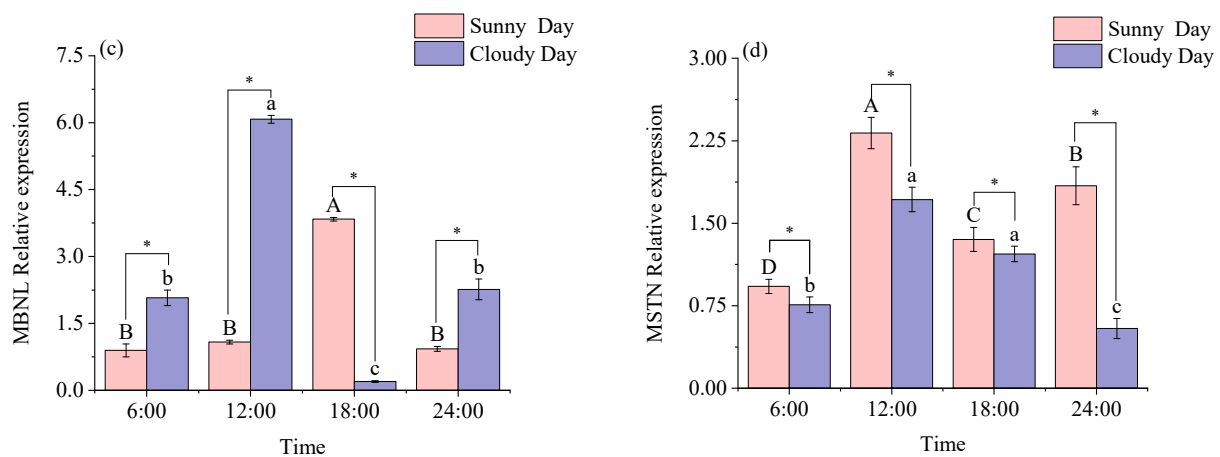 (c)
Sunny Day
Cloudy Day
MBNL Relative expression
7.5
6.0
4.5
3.0
1.5
0.0
*
*
*
*
B
b
B
a
A
c
B
b
6:00
12:00
18:00
24:00
Time
(d)
Sunny Day
Cloudy Day
MSTN Relative expression
3.00
2.25
1.50
0.75
0.00
*
*
*
*
D
b
A
a
C
a
B
c
6:00
12:00
18:00
24:00
Time